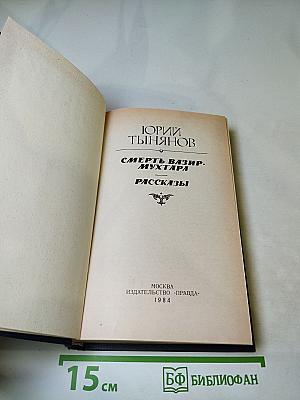 ЮРИЙ
ТЫНЯНОВ
СМЕРТЬ ВАЗИР-
МУХТАРА
РАССКАЗЫ
МОСКВА
ИЗДАТЕЛЬСТВО «ПРАВДА»
1984
15 см
БФ БИБЛИОФАН